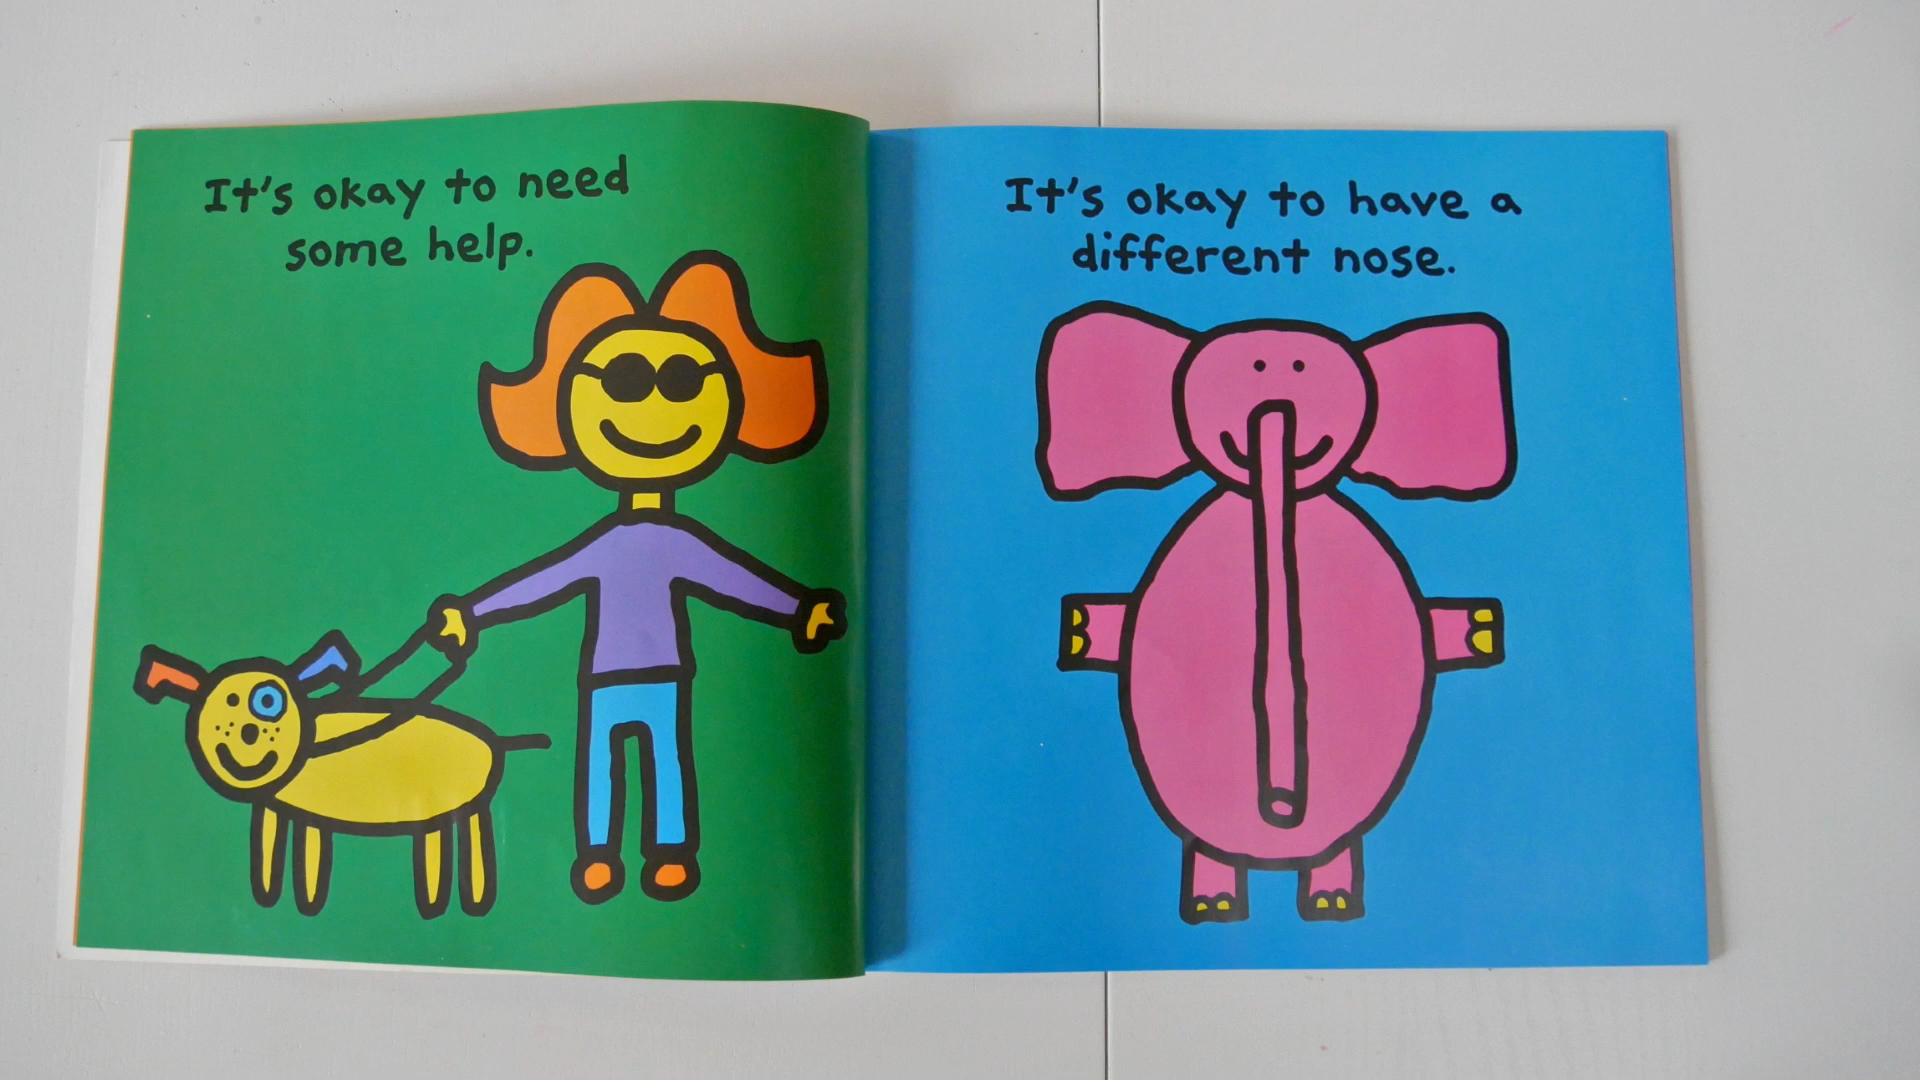 It's okay to need
some help.
It's okay to have a
different nose.